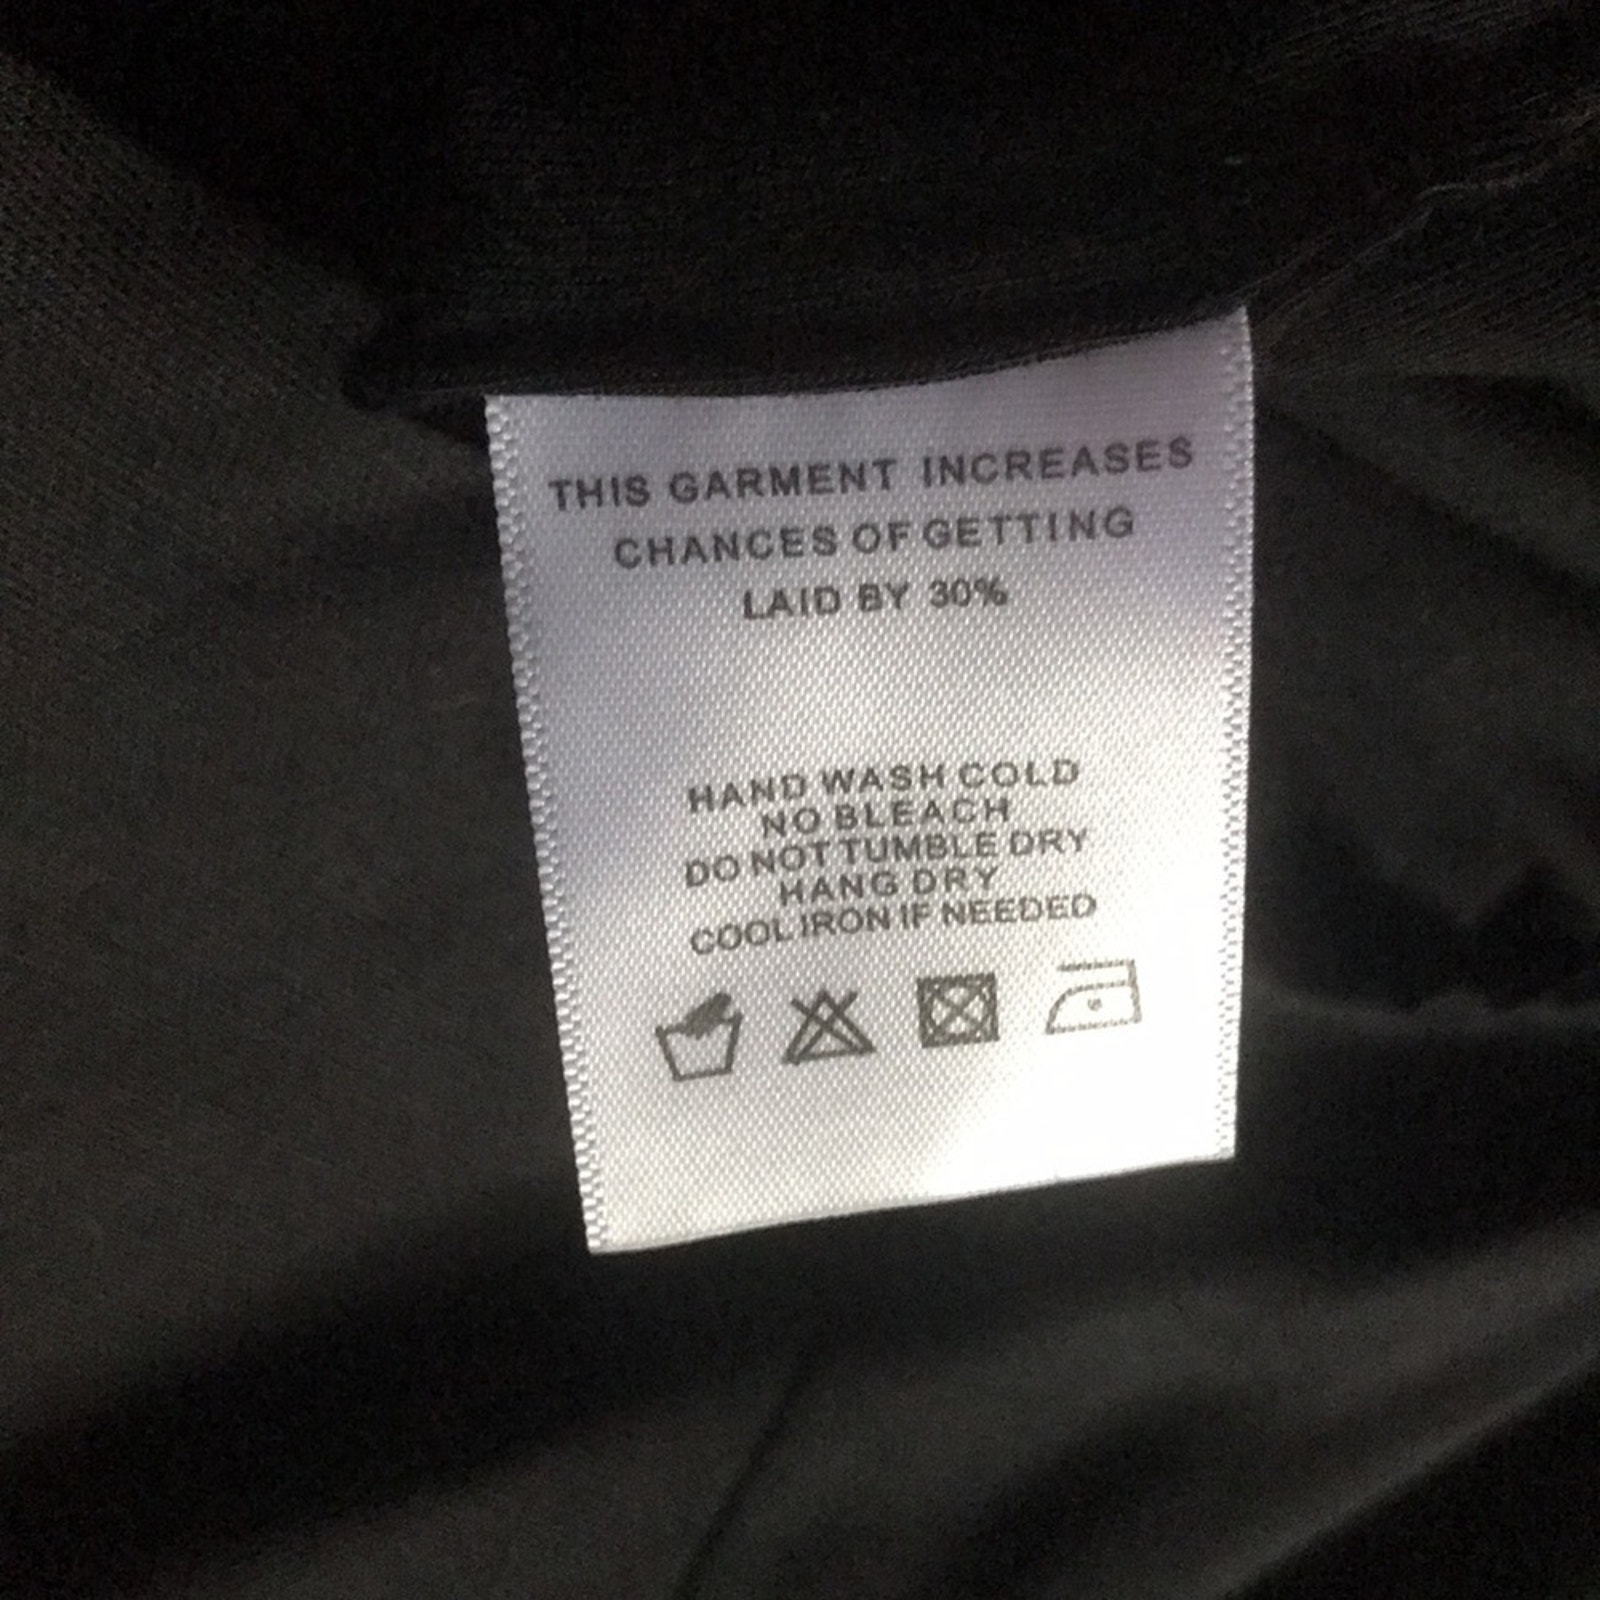 THIS GARMENT INCREASES
CHANCES OF GETTING
LAID BY 30%
HAND WASH COLD
NO BLEACH
DO NOT TUMBLE DRY
HANG DRY
COOL IRON IF NEEDED